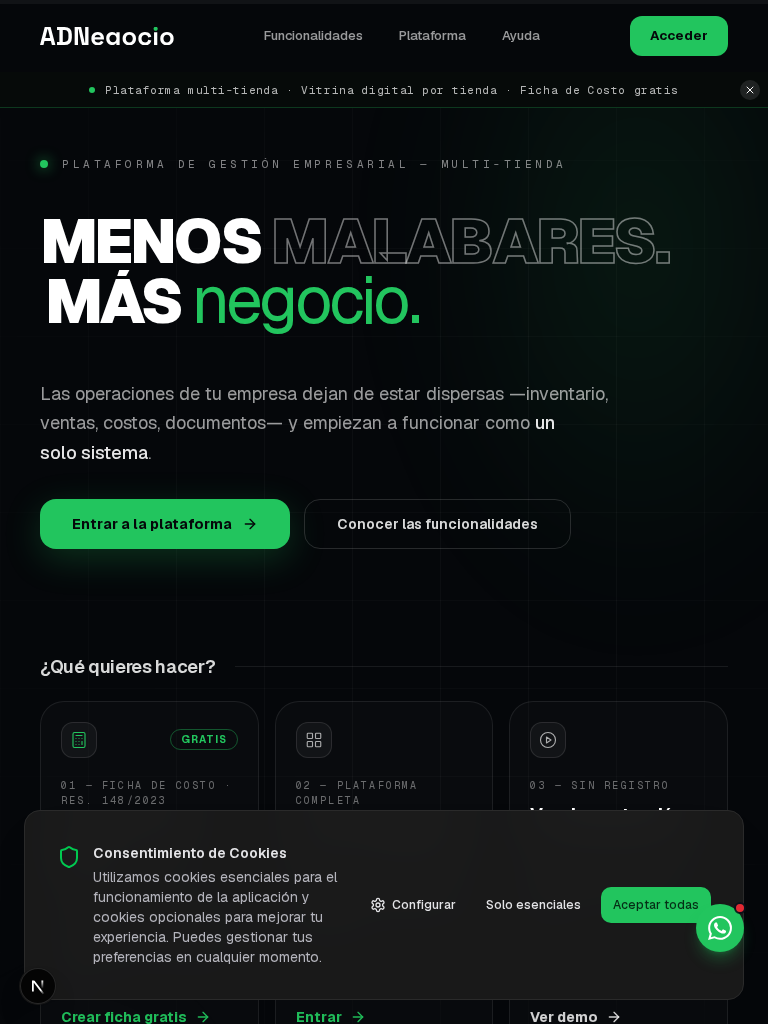 ADNegocio
Funcionalidades
Plataforma
Ayuda
Acceder
Plataforma multi-tienda · Vitrina digital por tienda · Ficha de Costo gratis
PLATAFORMA DE GESTIÓN EMPRESARIAL — MULTI-TIENDA
MENOS MALABARES.
MÁS negocio.
Las operaciones de tu empresa dejan de estar dispersas —inventario,
ventas, costos, documentos— y empiezan a funcionar como un
solo sistema.
Entrar a la plataforma
Conocer las funcionalidades
¿Qué quieres hacer?
GRATIS
01 — FICHA DE COSTO ·
RES. 148/2023
02 — PLATAFORMA
COMPLETA
03 — SIN REGISTRO
Consentimiento de Cookies
Utilizamos cookies esenciales para el
funcionamiento de la aplicación y
cookies opcionales para mejorar tu
experiencia. Puedes gestionar tus
preferencias en cualquier momento.
Configurar
Solo esenciales
Aceptar todas
N
Crear ficha gratis
Entrar
Ver demo